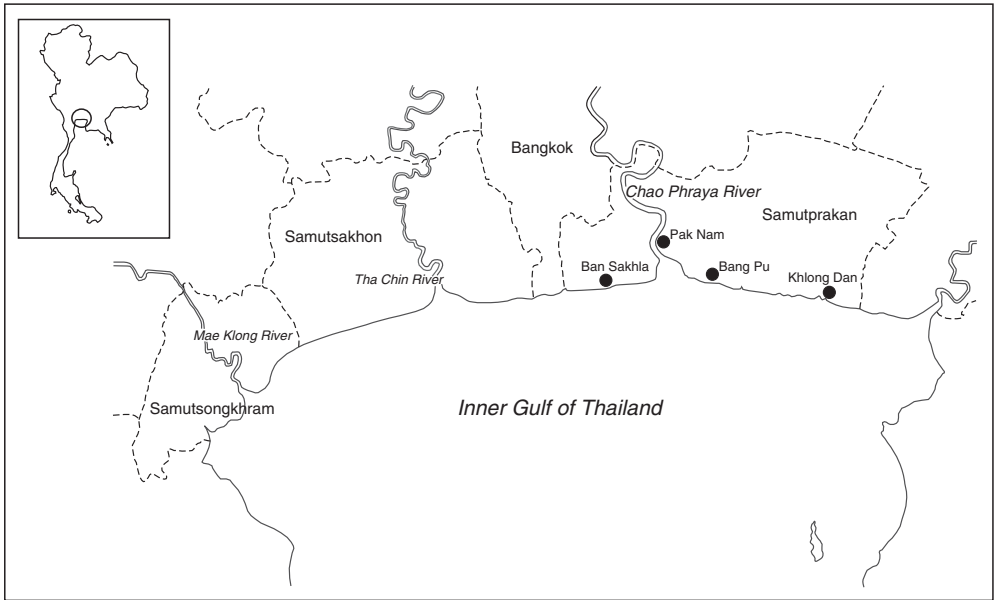 Bangkok
Chao Phraya River
Samutprakan
Samutsakhon
Pak Nam
Ban Sakhla
Bang Pu
Tha Chin River
Khlong Dan
Mae Klong River
Samutsongkhram
Inner Gulf of Thailand